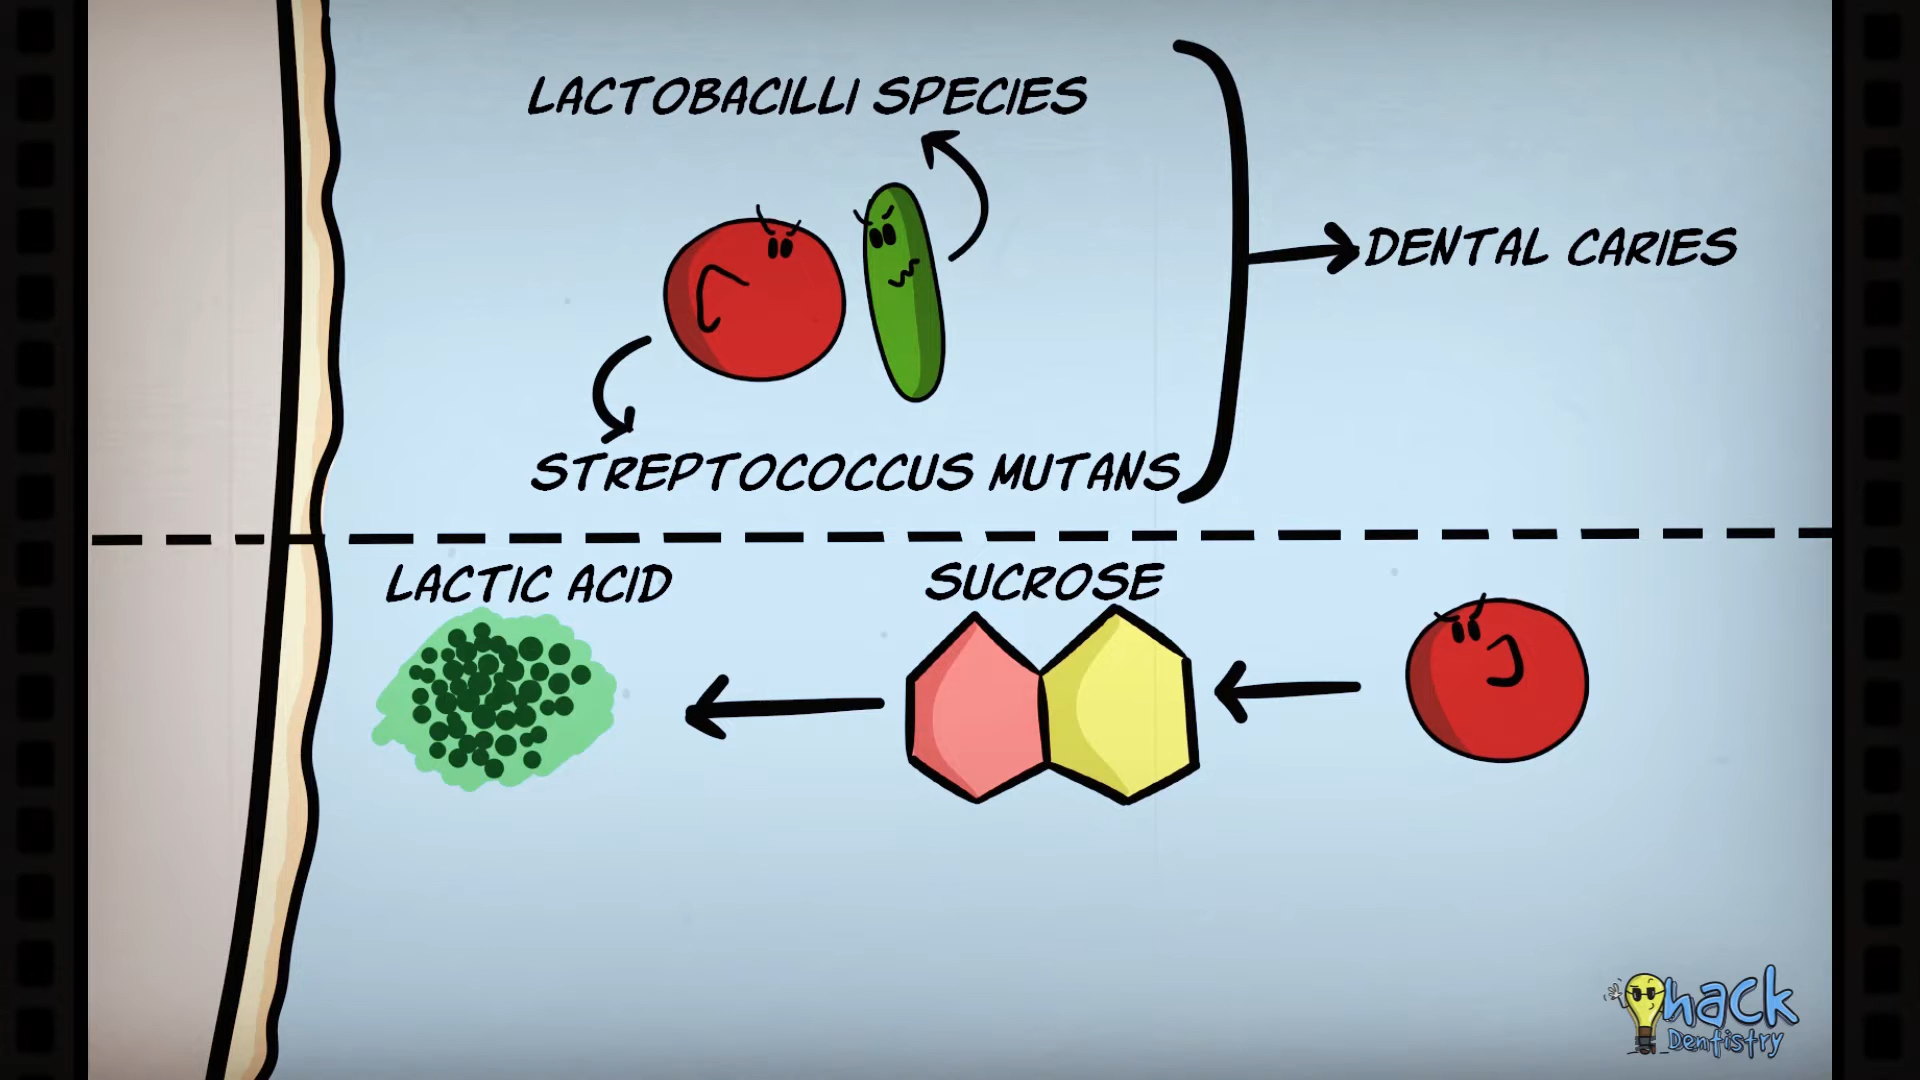 LACTOBACILLI SPECIES
DENTAL CARIES
STREPTOCOCCUS MUTANS
LACTIC ACID
SUCROSE
hack
Dentistry